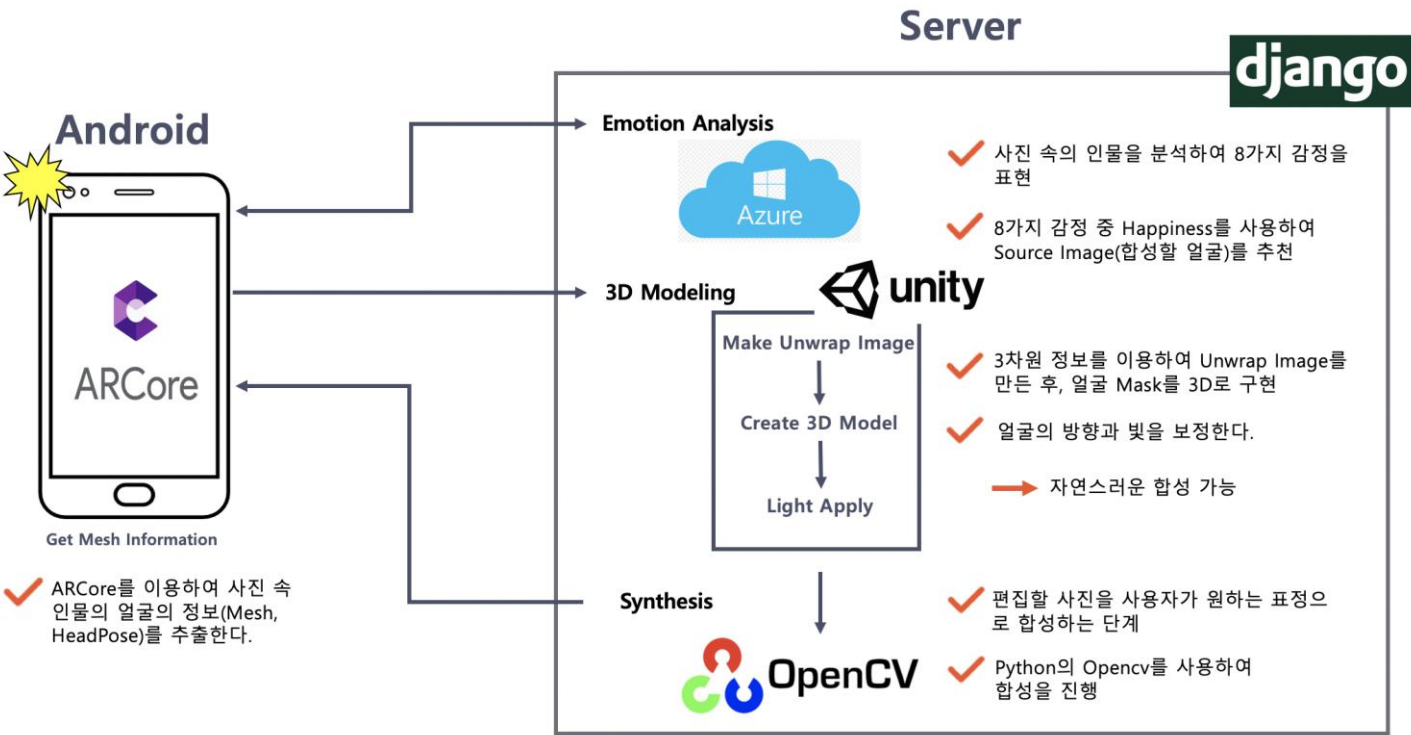 Server
django
Android
ARCore
Get Mesh Information
ARCore를 이용하여 사진 속
인물의 얼굴의 정보(Mesh,
HeadPose)를 추출한다.
Emotion Analysis
Azure
사진 속의 인물을 분석하여 8가지 감정을
표현
8가지 감정 중 Happiness를 사용하여
Source Image(합성할 얼굴)를 추천
3D Modeling
unity
Make Unwrap Image
Create 3D Model
Light Apply
3차원 정보를 이용하여 Unwrap Image를
만든 후, 얼굴 Mask를 3D로 구현
얼굴의 방향과 빛을 보정한다.
자연스러운 합성 가능
Synthesis
OpenCV
편집할 사진을 사용자가 원하는 표정으
로 합성하는 단계
Python의 Opencv를 사용하여
합성을 진행